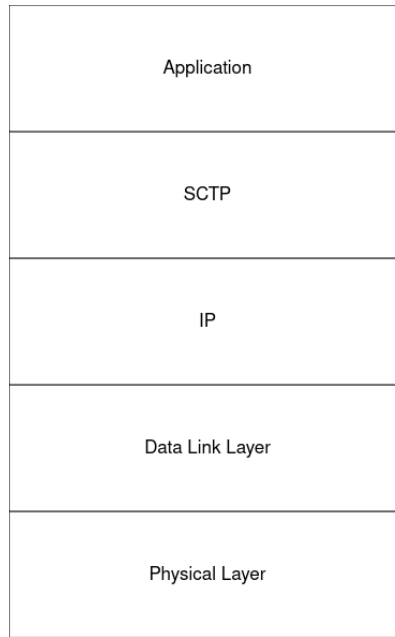 Application
SCTP
IP
Data Link Layer
Physical Layer